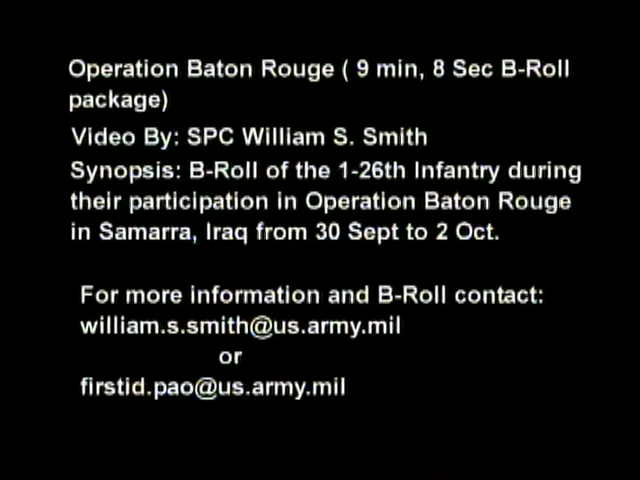 Operation Baton Rouge ( 9 min, 8 Sec B-Roll
package)
Video By: SPC William S. Smith
Synopsis: B-Roll of the 1-26th Infantry during
their participation in Operation Baton Rouge
in Samarra, Iraq from 30 Sept to 2 Oct.
For more information and B-Roll contact:
william.s.smith@us.army.mil
or
firstid.pao@us.army.mil